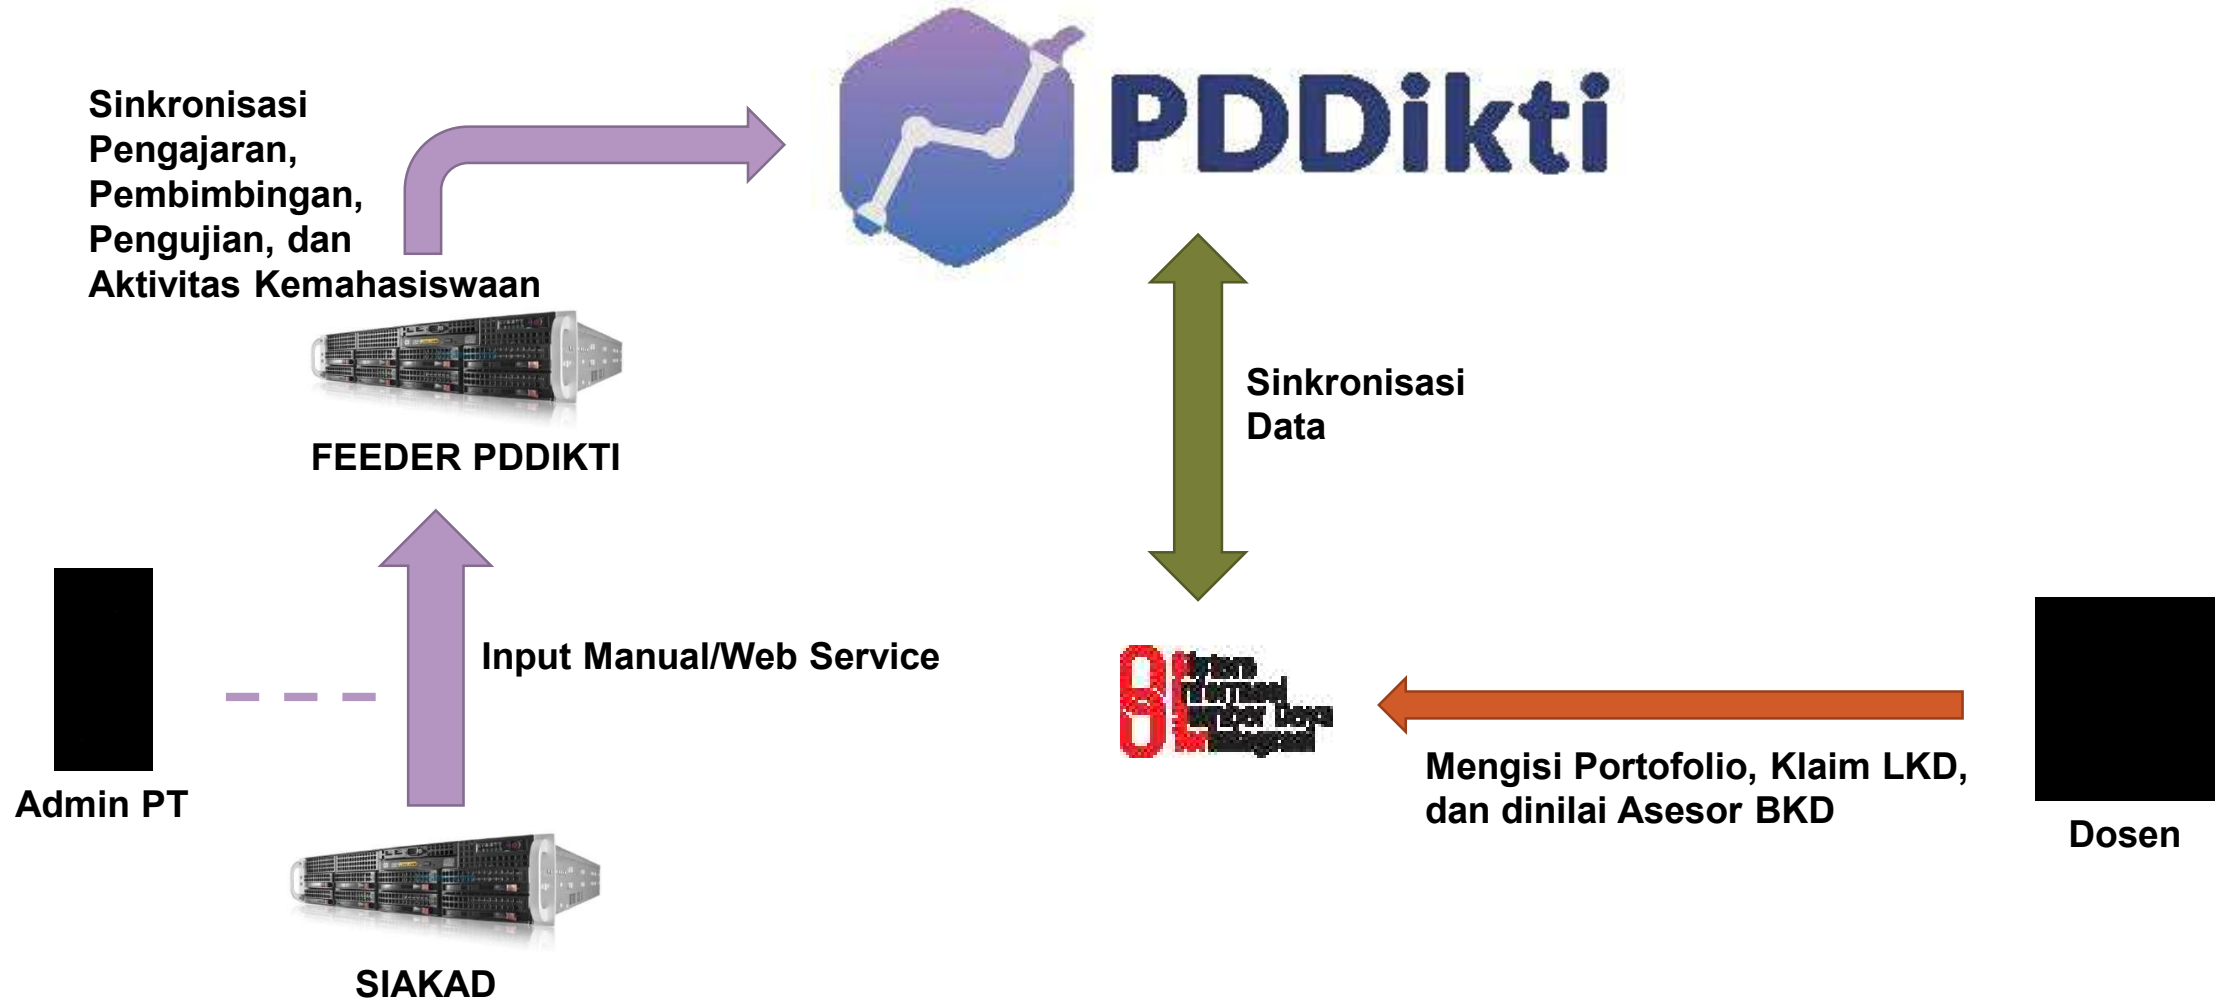 PDDikti
Sinkronisasi
Pengajaran,
Pembimbingan,
Pengujian, dan
Aktivitas Kemahasiswaan
FEEDER PDDIKTI
Sinkronisasi
Data
Input Manual/Web Service
Admin PT
Mengisi Portofolio, Klaim LKD,
dan dinilai Asesor BKD
Dosen
SIAKAD